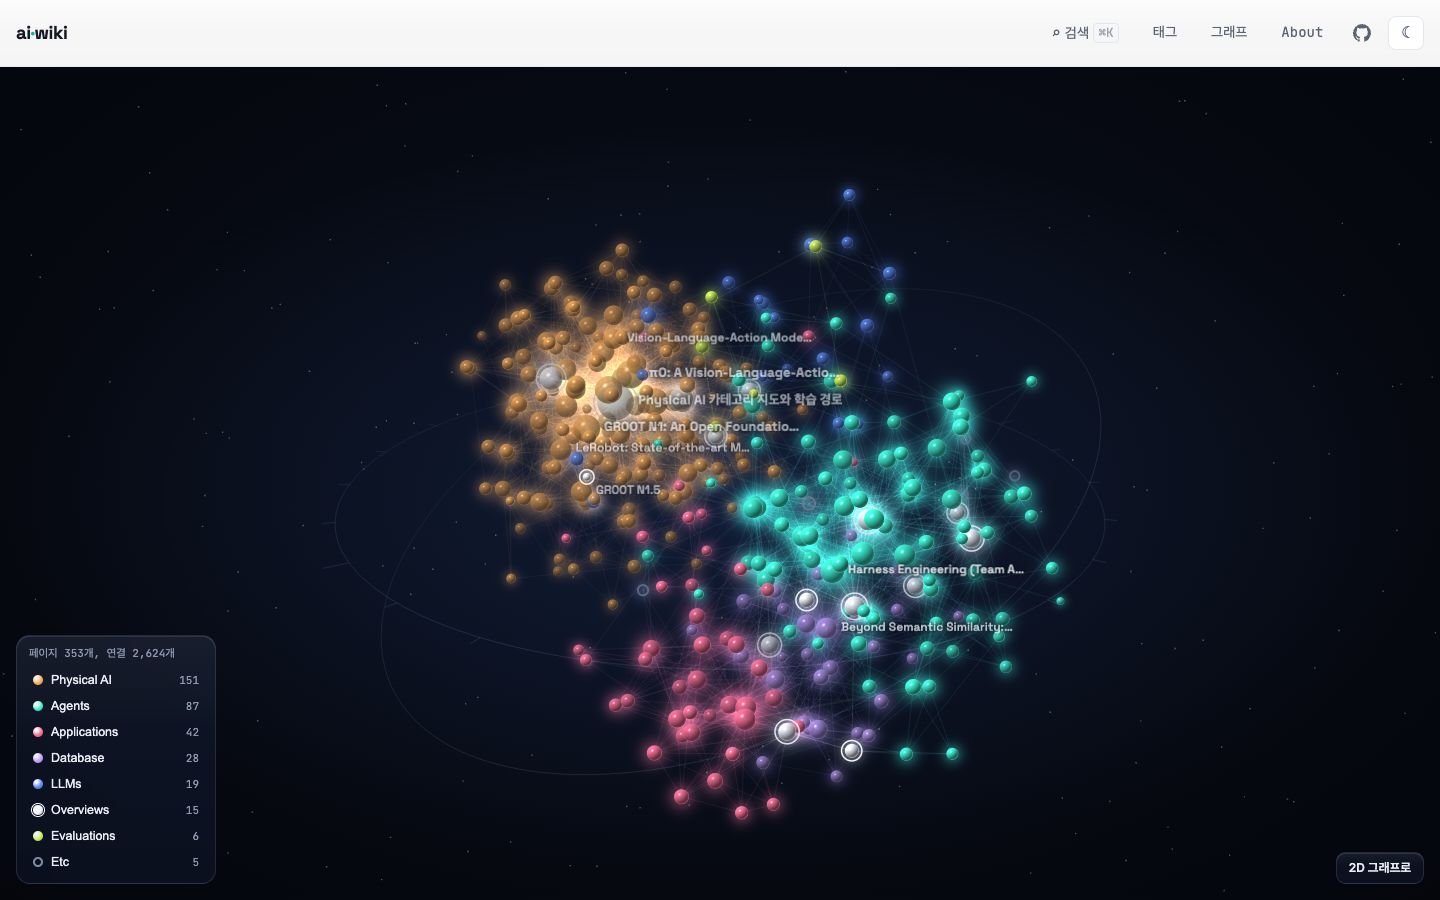 ai·wiki
⌕ 검색 ⌘K
태그
그래프
About
Vision-Language-Action Mode...
π0: A Vision-Language-Actio...
Physical AI 카테고리 지도와 학습 경로
GR00T N1: An Open Foundatio...
LeRobot: State-of-the-art M...
GR00T N1.5
Harness Engineering (Team A...
Beyond Semantic Similarity:...
페이지 353개, 연결 2,624개
Physical AI 151
Agents 87
Applications 42
Database 28
LLMs 19
Overviews 15
Evaluations 6
Etc 5
2D 그래프로